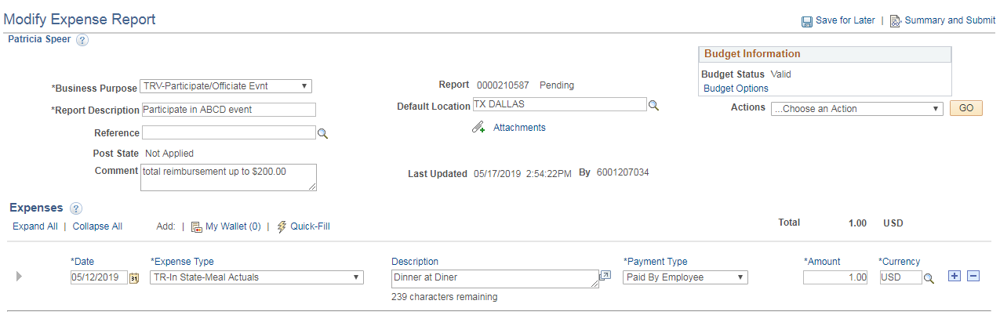 Modify Expense Report
Save for Later | Summary and Submit
Patricia Speer ?
Budget Information
Budget Status Valid
Budget Options
*Business Purpose TRV-Participate/Officiate Evnt
Report 0000210587 Pending
*Report Description Participate in ABCD event
Default Location TX DALLAS
Actions ...Choose an Action GO
Reference
Attachments
Post State Not Applied
Comment total reimbursement up to $200.00
Last Updated 05/17/2019 2:54:22PM By 6001207034
Expenses ?
Expand All | Collapse All Add: | My Wallet (0) | Quick-Fill
Total 1.00 USD
*Date *Expense Type Description *Payment Type *Amount *Currency
05/12/2019 31 TR-In State-Meal Actuals Dinner at Diner Paid By Employee 1.00 USD + −
239 characters remaining